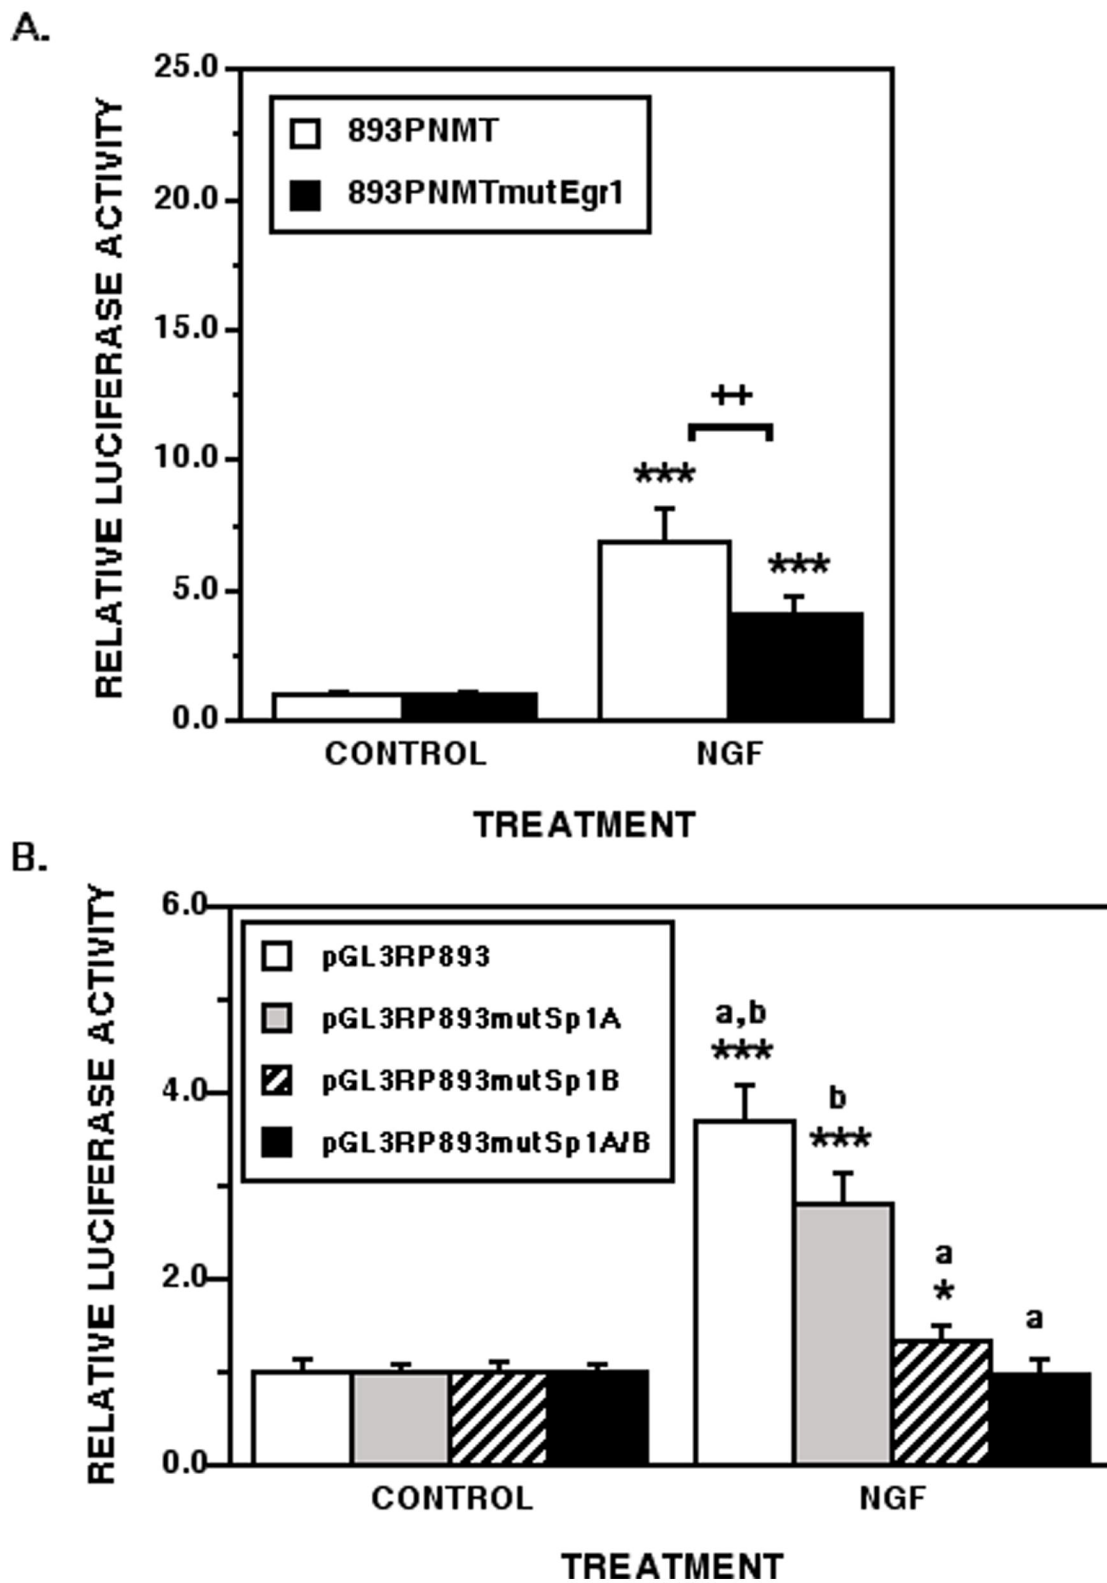 A.
RELATIVE LUCIFERASE ACTIVITY
25.0
20.0
15.0
10.0
5.0
0.0
893PNMT
893PNMTmutEgr1
++
***
***
CONTROL
NGF
TREATMENT
B.
RELATIVE LUCIFERASE ACTIVITY
6.0
4.0
2.0
0.0
pGL3RP893
pGL3RP893mutSp1A
pGL3RP893mutSp1B
pGL3RP893mutSp1A/B
a,b
***
b
***
a
*
a
CONTROL
NGF
TREATMENT